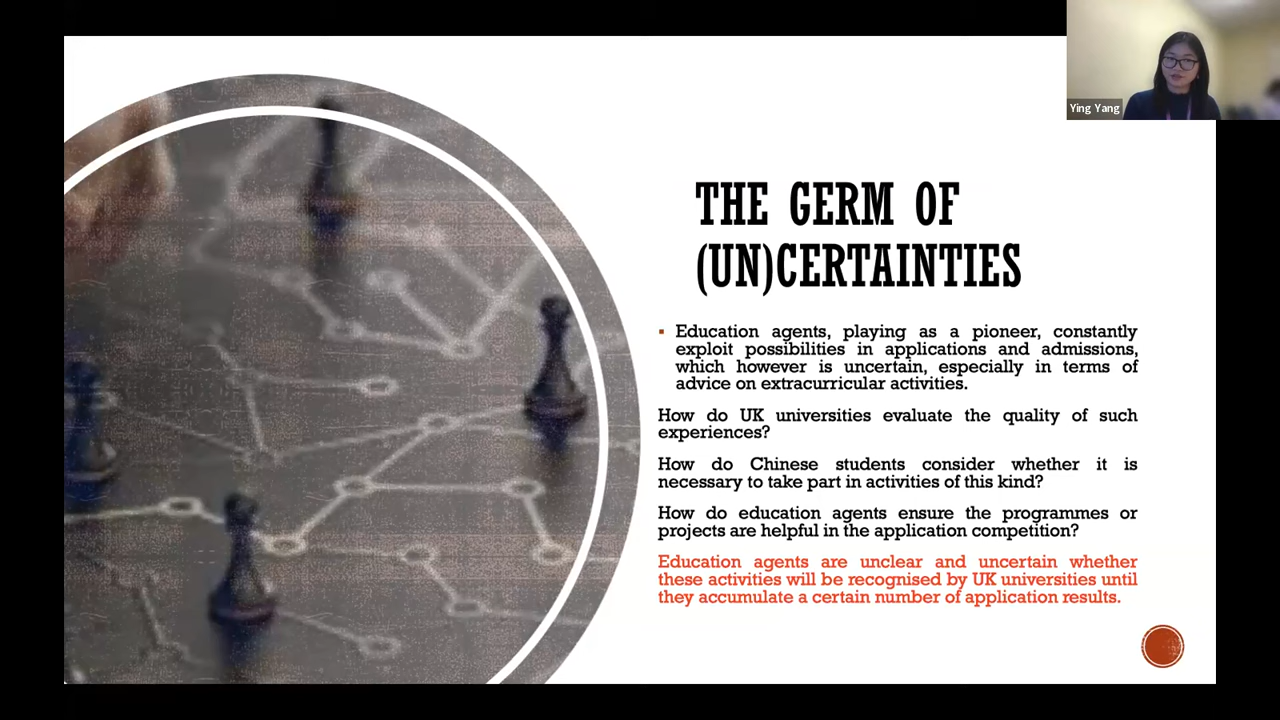 Ying Yang
THE GERM OF
(UN)CERTAINTIES
▪ Education agents, playing as a pioneer, constantly
exploit possibilities in applications and admissions,
which however is uncertain, especially in terms of
advice on extracurricular activities.
How do UK universities evaluate the quality of such
experiences?
How do Chinese students consider whether it is
necessary to take part in activities of this kind?
How do education agents ensure the programmes or
projects are helpful in the application competition?
Education agents are unclear and uncertain whether
these activities will be recognised by UK universities until
they accumulate a certain number of application results.